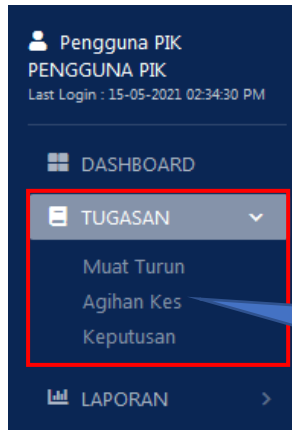 Pengguna PIK
PENGGUNA PIK
Last Login : 15-05-2021 02:34:30 PM
DASHBOARD
TUGASAN
Muat Turun
Agihan Kes
Keputusan
LAPORAN